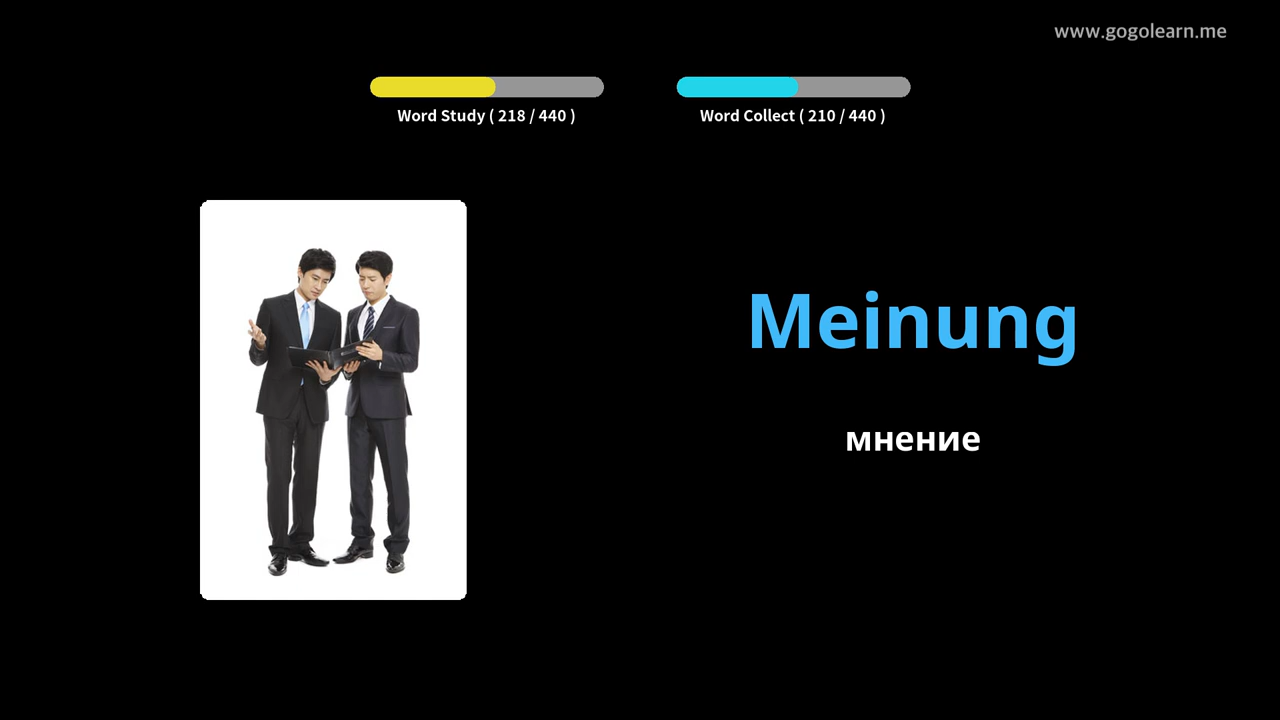 www.gogolearn.me
Word Study ( 218 / 440 )
Word Collect ( 210 / 440 )
Meinung
мнение